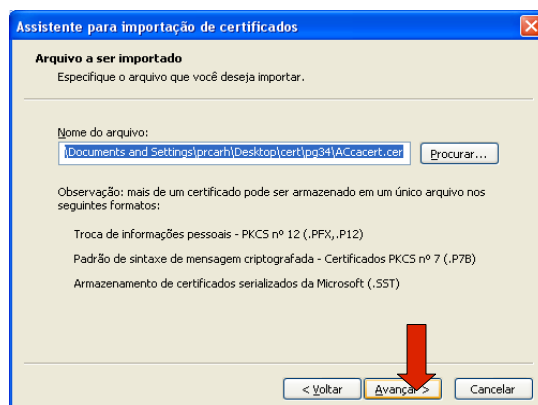 Assistente para importação de certificados
Arquivo a ser importado
Especifique o arquivo que você deseja importar.
Nome do arquivo:
\Documents and Settings\prcarh\Desktop\cert\pg34\ACcacert.cer
Procurar...
Observação: mais de um certificado pode ser armazenado em um único arquivo nos
seguintes formatos:
Troca de informações pessoais - PKCS nº 12 (.PFX,.P12)
Padrão de sintaxe de mensagem criptografada - Certificados PKCS nº 7 (.P7B)
Armazenamento de certificados serializados da Microsoft (.SST)
< Voltar Avançar > Cancelar